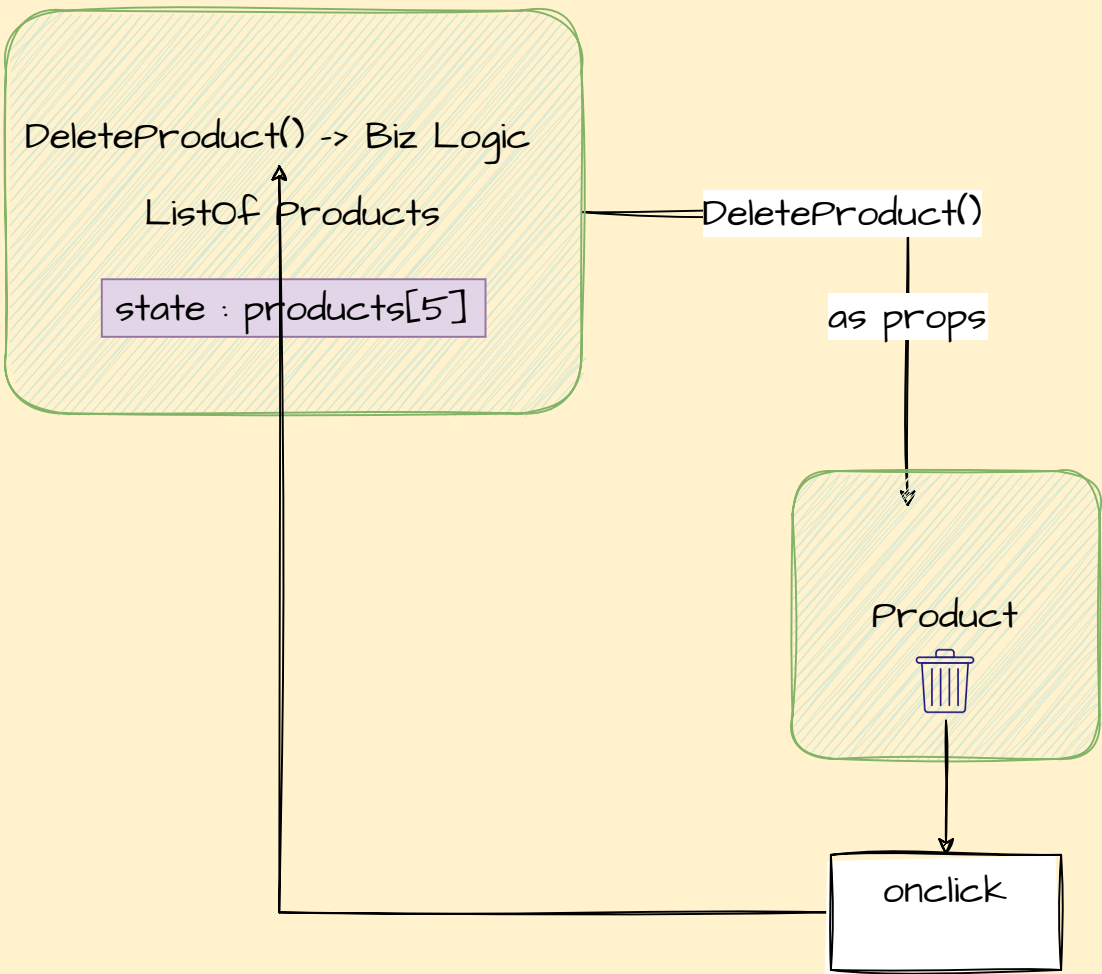 DeleteProduct() -> Biz Logic
ListOf Products
DeleteProduct()
state : products[5]
as props
Product
onclick